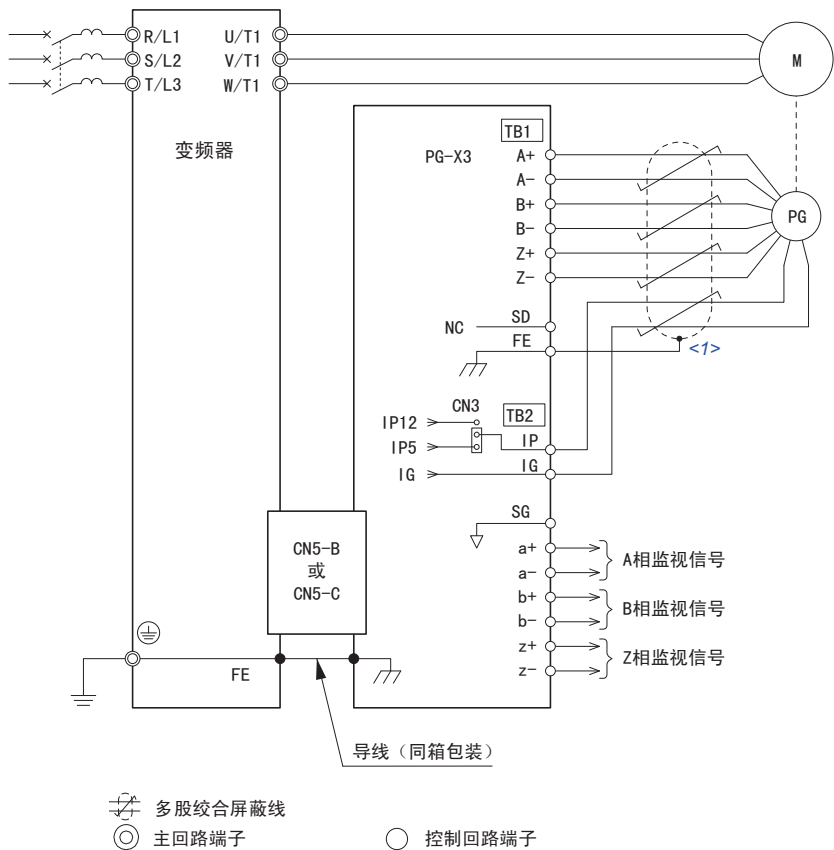 R/L1 U/T1
S/L2 V/T1
T/L3 W/T1
M
变频器
TB1
PG-X3 A+
A-
B+
PG
B-
Z+
Z-
SD
NC
FE
<1>
CN3 TB2
IP12
IP
IP5
IG IG
SG
CN5-B
或
CN5-C
a+
A相监视信号
a-
b+
B相监视信号
b-
z+
Z相监视信号
z-
FE
导线（同箱包装）
多股绞合屏蔽线
主回路端子 控制回路端子